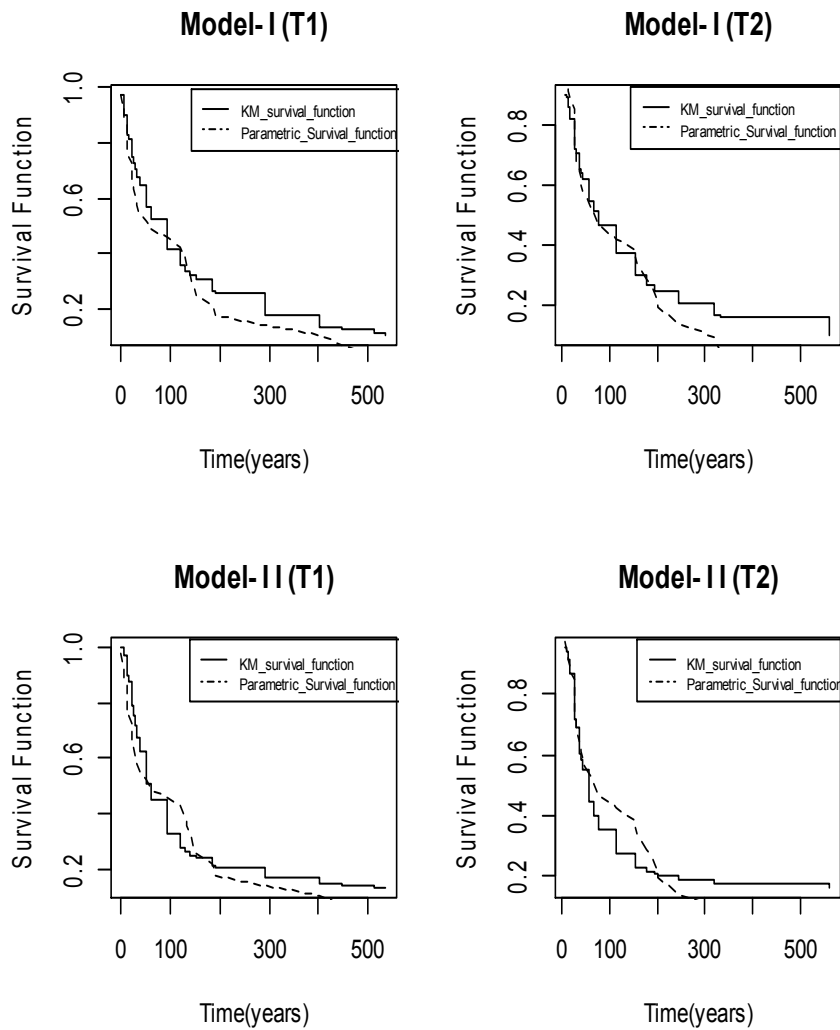 Model- I (T1)
KM_survival_function
Parametric_Survival_function
Survival Function
1.0
0.6
0.2
0 100 300 500
Time(years)
Model- I (T2)
KM_survival_function
Parametric_Survival_function
Survival Function
0.8
0.6
0.4
0.2
0 100 300 500
Time(years)
Model- I I (T1)
KM_survival_function
Parametric_Survival_function
Survival Function
1.0
0.6
0.2
0 100 300 500
Time(years)
Model- I I (T2)
KM_survival_function
Parametric_Survival_function
Survival Function
0.8
0.6
0.4
0.2
0 100 300 500
Time(years)